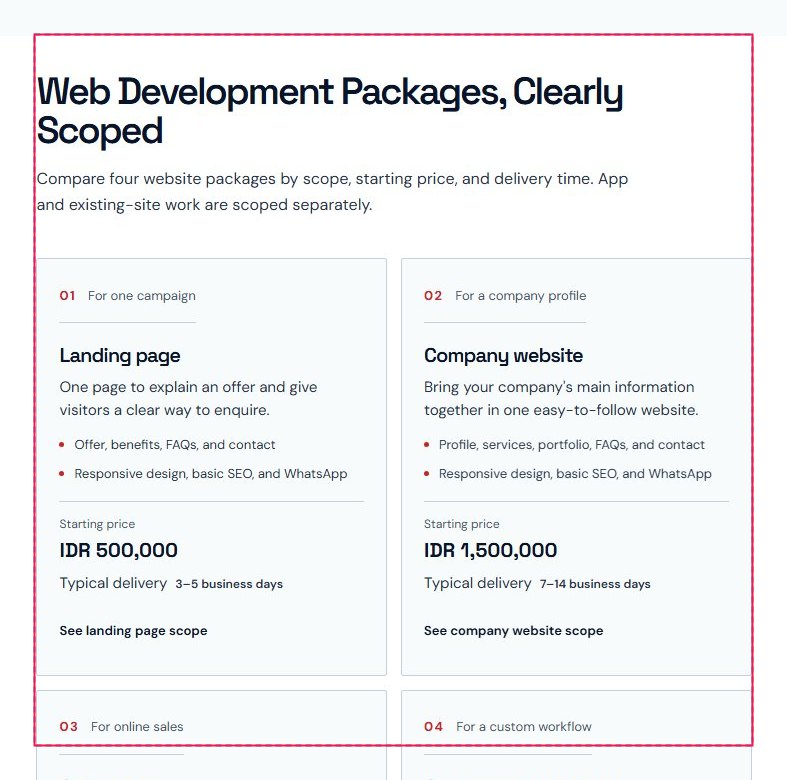 Web Development Packages, Clearly
Scoped
Compare four website packages by scope, starting price, and delivery time. App
and existing-site work are scoped separately.
01 For one campaign
Landing page
One page to explain an offer and give
visitors a clear way to enquire.
Offer, benefits, FAQs, and contact
Responsive design, basic SEO, and WhatsApp
Starting price
IDR 500,000
Typical delivery 3–5 business days
See landing page scope
02 For a company profile
Company website
Bring your company's main information
together in one easy-to-follow website.
Profile, services, portfolio, FAQs, and contact
Responsive design, basic SEO, and WhatsApp
Starting price
IDR 1,500,000
Typical delivery 7–14 business days
See company website scope
03 For online sales
04 For a custom workflow